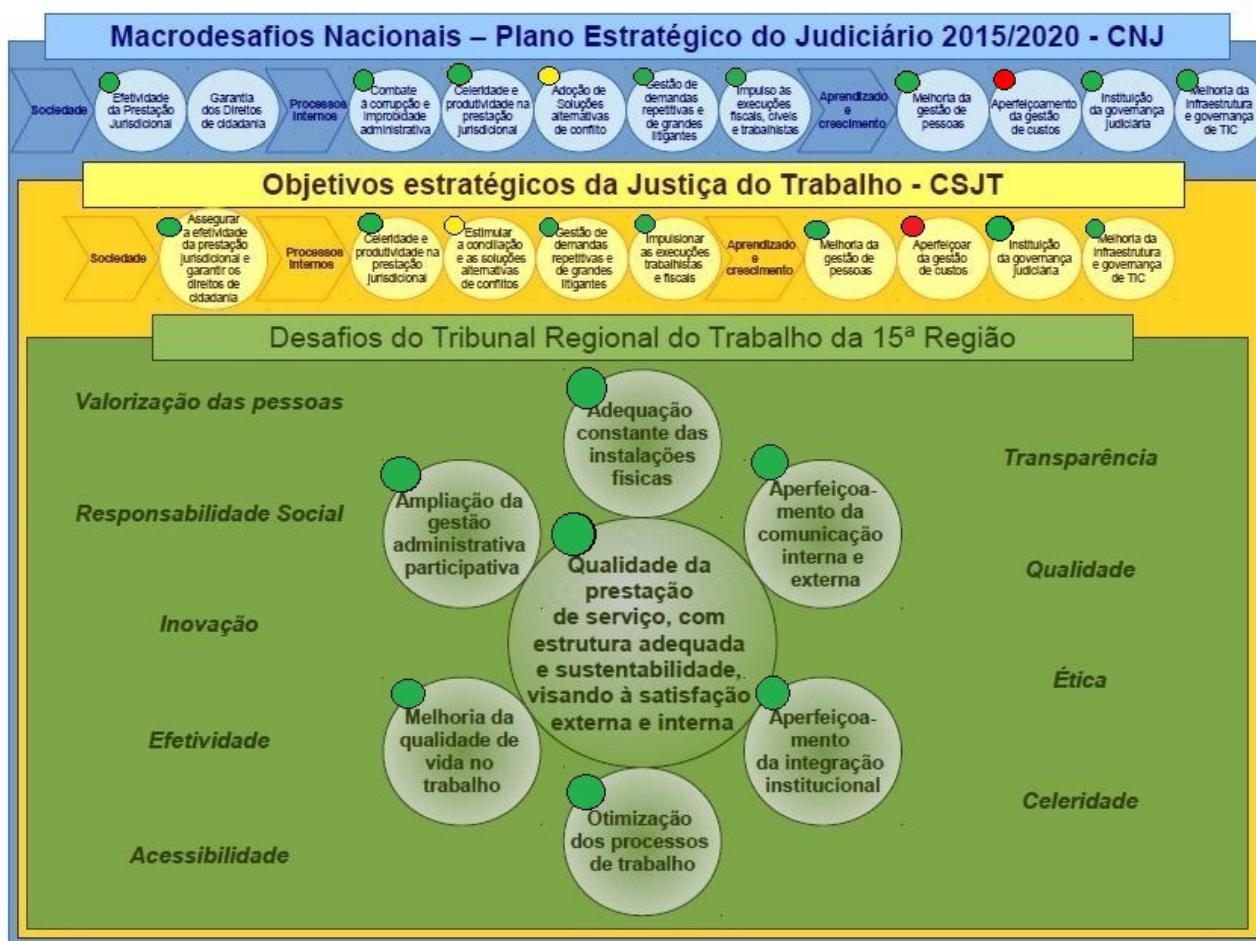 Macrodesafios Nacionais – Plano Estratégico do Judiciário 2015/2020 - CNJ
Sociedade
Efetividade
da Prestação
Jurisdicional
Garantia
dos Direitos
de cidadania
Processos
Internos
Combate
à corrupção e
improbidade
administrativa
Celeridade e
produtividade na
prestação
jurisdicional
Adoção de
Soluções
alternativas
de conflito
Gestão de
demandas
repetitivas e
de grandes
litigantes
Impulso às
execuções
fiscais, cíveis
e trabalhistas
Aprendizado
e
crescimento
Melhoria da
gestão de
pessoas
Aperfeiçoamento
da gestão
de custos
Instituição
da governança
judiciária
Melhoria da
Infraestrutura
e governança
de TIC
Objetivos estratégicos da Justiça do Trabalho - CSJT
Sociedade
Assegurar
a efetividade
da prestação
jurisdicional e
garantir os
direitos de
cidadania
Processos
Internos
Celeridade e
produtividade na
prestação
jurisdicional
Estimular
a conciliação
e as soluções
alternativas
de conflitos
Gestão de
demandas
repetitivas e
de grandes
litigantes
Impulsionar
as execuções
trabalhistas
e fiscais
Aprendizado
e
crescimento
Melhoria da
gestão de
pessoas
Aperfeiçoar
da gestão
de custos
Instituição
da governança
judiciária
Melhoria da
Infraestrutura
e governança
de TIC
Desafios do Tribunal Regional do Trabalho da 15ª Região
Valorização das pessoas
Responsabilidade Social
Inovação
Efetividade
Acessibilidade
Adequação
constante das
instalações
físicas
Ampliação da
gestão
administrativa
participativa
Aperfeiçoa-
mento da
comunicação
interna e
externa
Qualidade da
prestação
de serviço, com
estrutura adequada
e sustentabilidade,
visando à satisfação
externa e interna
Melhoria da
qualidade de
vida no
trabalho
Aperfeiçoa-
mento
da integração
institucional
Otimização
dos processos
de trabalho
Transparência
Qualidade
Ética
Celeridade